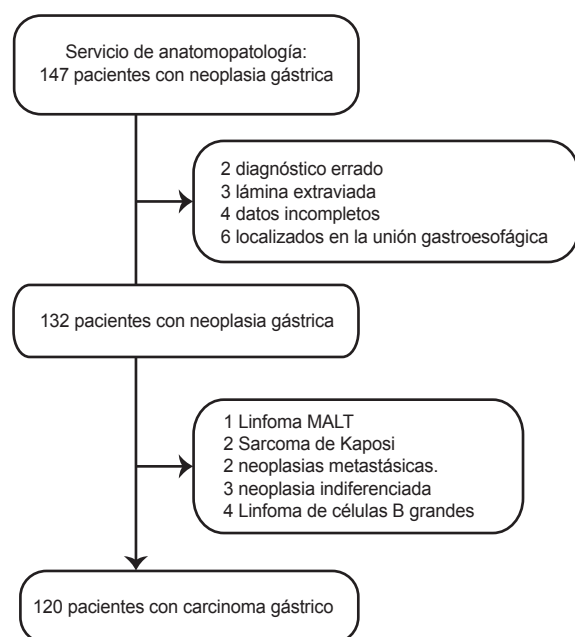 Servicio de anatomopatología:
147 pacientes con neoplasia gástrica
2 diagnóstico errado
3 lámina extraviada
4 datos incompletos
6 localizados en la unión gastroesofágica
132 pacientes con neoplasia gástrica
1 Linfoma MALT
2 Sarcoma de Kaposi
2 neoplasias metastásicas.
3 neoplasia indiferenciada
4 Linfoma de células B grandes
120 pacientes con carcinoma gástrico